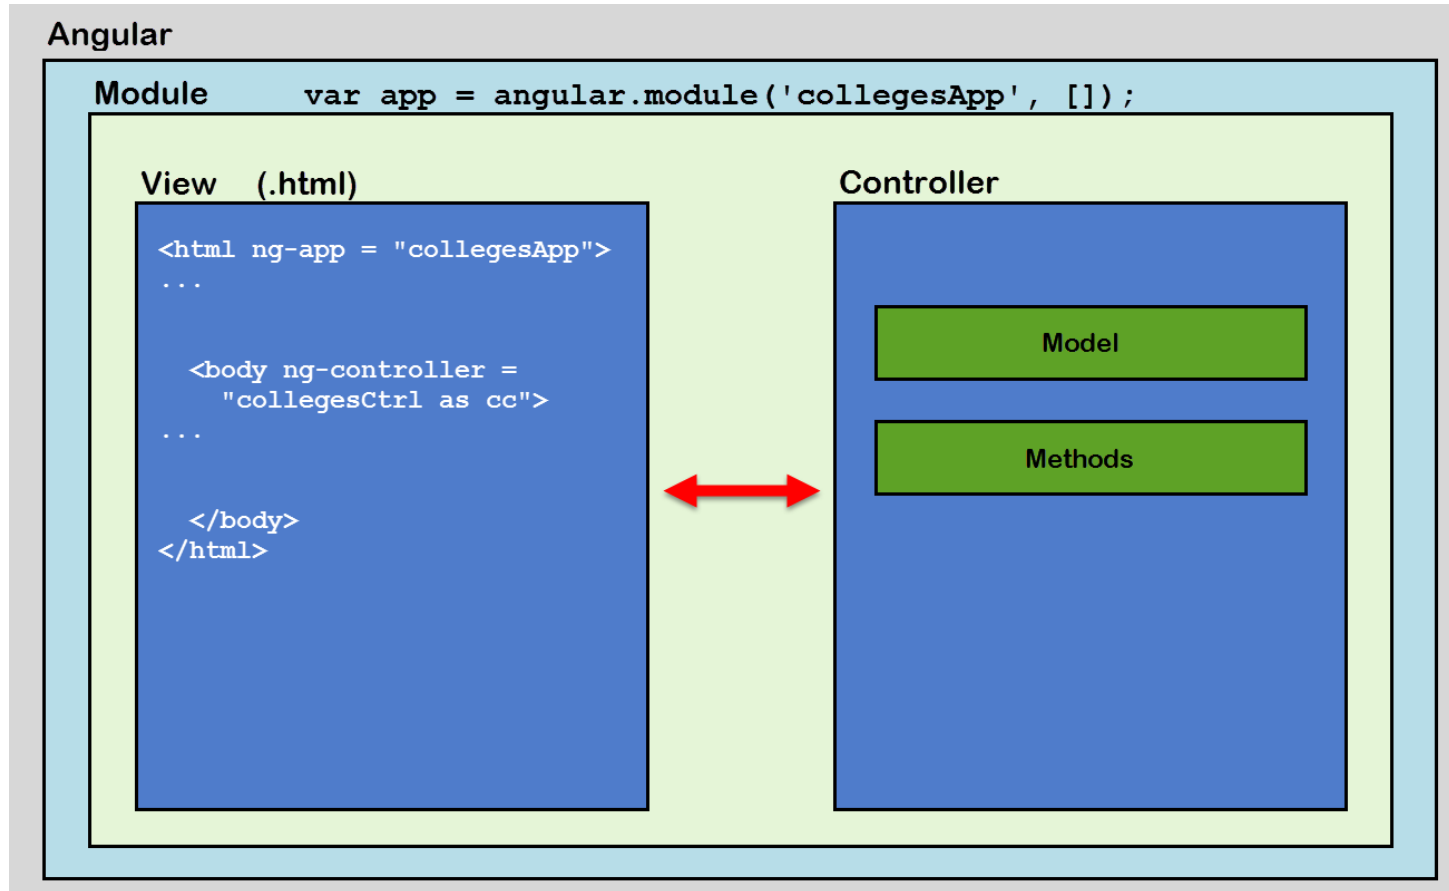 Angular
Module var app = angular.module('collegesApp', []);
View (.html)
<html ng-app = "collegesApp">
...
<body ng-controller =
"collegesCtrl as cc">
...
</body>
</html>
Controller
Model
Methods